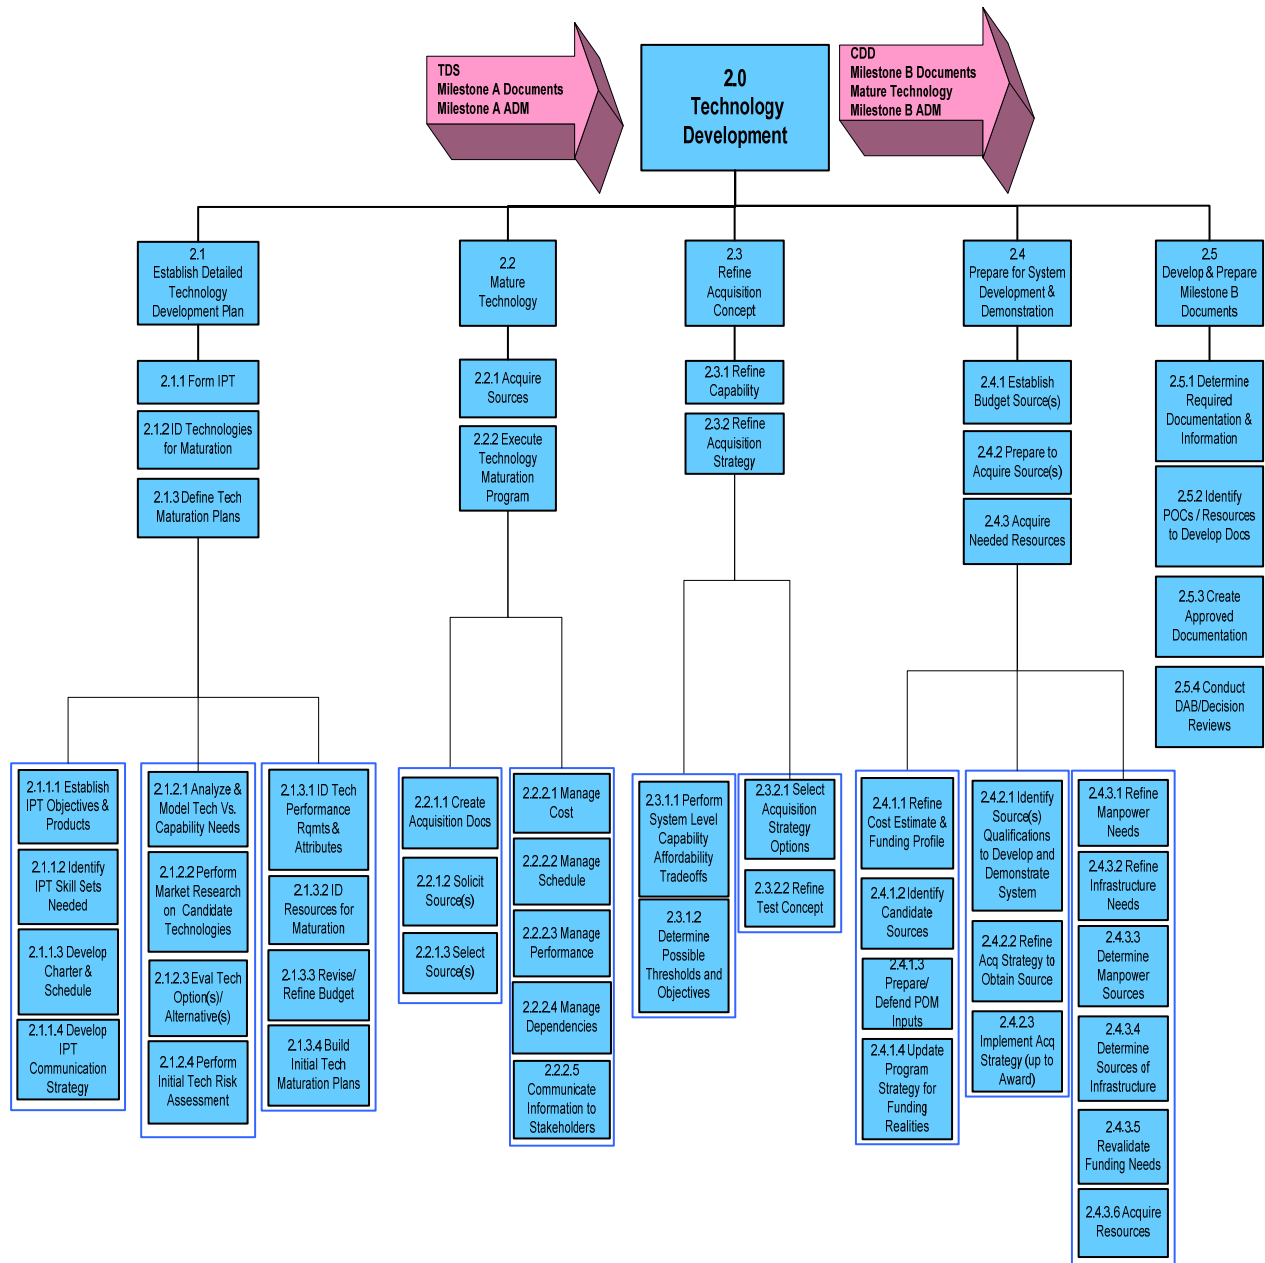 TDS
Milestone A Documents
Milestone A ADM
2.0
Technology
Development
CDD
Milestone B Documents
Mature Technology
Milestone B ADM
2.1
Establish Detailed
Technology
Development Plan
2.2
Mature
Technology
2.3
Refine
Acquisition
Concept
2.4
Prepare for System
Development &
Demonstration
2.5
Develop & Prepare
Milestone B
Documents
2.1.1 Form IPT
2.1.2 ID Technologies
for Maturation
2.1.3 Define Tech
Maturation Plans
2.2.1 Acquire
Sources
2.2.2 Execute
Technology
Maturation
Program
2.3.1 Refine
Capability
2.3.2 Refine
Acquisition
Strategy
2.4.1 Establish
Budget Source(s)
2.4.2 Prepare to
Acquire Source(s)
2.4.3 Acquire
Needed Resources
2.5.1 Determine
Required
Documentation &
Information
2.5.2 Identify
POCs / Resources
to Develop Docs
2.5.3 Create
Approved
Documentation
2.5.4 Conduct
DAB/Decision
Reviews
2.1.1.1 Establish
IPT Objectives &
Products
2.1.1.2 Identify
IPT Skill Sets
Needed
2.1.1.3 Develop
Charter &
Schedule
2.1.1.4 Develop
IPT
Communication
Strategy
2.1.2.1 Analyze &
Model Tech Vs.
Capability Needs
2.1.2.2 Perform
Market Research
on Candidate
Technologies
2.1.2.3 Eval Tech
Option(s)/
Alternative(s)
2.1.2.4 Perform
Initial Tech Risk
Assessment
2.1.3.1 ID Tech
Performance
Rqmts &
Attributes
2.1.3.2 ID
Resources for
Maturation
2.1.3.3 Revise/
Refine Budget
2.1.3.4 Build
Initial Tech
Maturation Plans
2.2.1.1 Create
Acquisition Docs
2.2.1.2 Solicit
Source(s)
2.2.1.3 Select
Source(s)
2.2.2.1 Manage
Cost
2.2.2.2 Manage
Schedule
2.2.2.3 Manage
Performance
2.2.2.4 Manage
Dependencies
2.2.2.5
Communicate
Information to
Stakeholders
2.3.1.1 Perform
System Level
Capability
Affordability
Tradeoffs
2.3.1.2
Determine
Possible
Thresholds and
Objectives
2.3.2.1 Select
Acquisition
Strategy
Options
2.3.2.2 Refine
Test Concept
2.4.1.1 Refine
Cost Estimate &
Funding Profile
2.4.1.2 Identify
Candidate
Sources
2.4.1.3
Prepare/
Defend POM
Inputs
2.4.1.4 Update
Program
Strategy for
Funding
Realities
2.4.2.1 Identify
Source(s)
Qualifications
to Develop and
Demonstrate
System
2.4.2.2 Refine
Acq Strategy to
Obtain Source
2.4.2.3
Implement Acq
Strategy (up to
Award)
2.4.3.1 Refine
Manpower
Needs
2.4.3.2 Refine
Infrastructure
Needs
2.4.3.3
Determine
Manpower
Sources
2.4.3.4
Determine
Sources of
Infrastructure
2.4.3.5
Revalidate
Funding Needs
2.4.3.6 Acquire
Resources